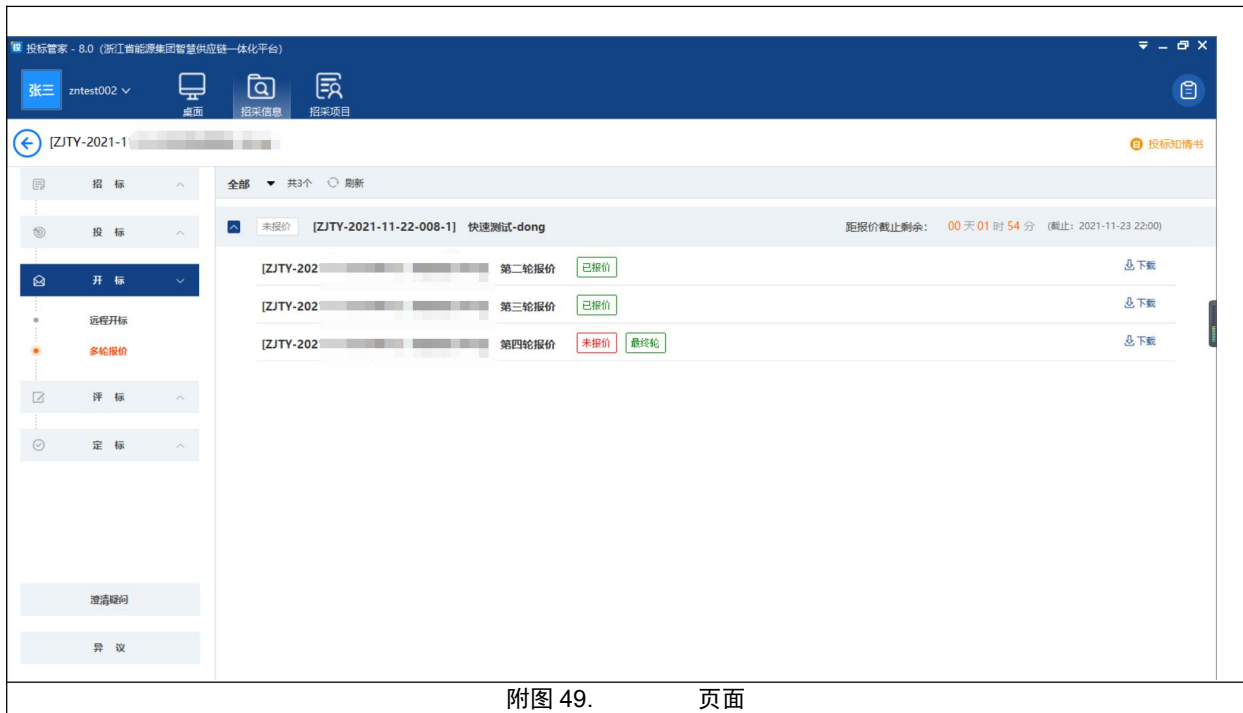 投标管家 - 8.0（浙江省能源集团智慧供应链一体化平台）
张三 zntest002 桌面 招采信息 招采项目
[ZJTY-2021-1 投标知情书
招 标
全部 共3个 刷新
投 标
未报价 [ZJTY-2021-11-22-008-1] 快速测试-dong 距报价截止剩余： 00 天 01 时 54 分 (截止：2021-11-23 22:00)
开 标
[ZJTY-202 第二轮报价 已报价 下载
远程开标
[ZJTY-202 第三轮报价 已报价 下载
多轮报价
[ZJTY-202 第四轮报价 未报价 最终轮 下载
评 标
定 标
澄清疑问
异 议
附图 49. 页面